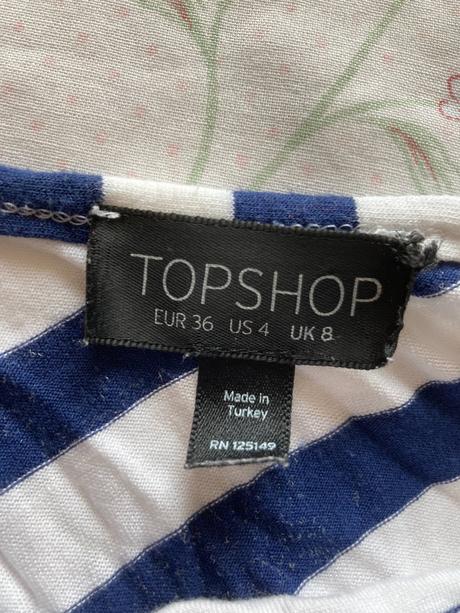 TOPSHOP
EUR 36 US 4 UK 8
Made in
Turkey
RN 125149